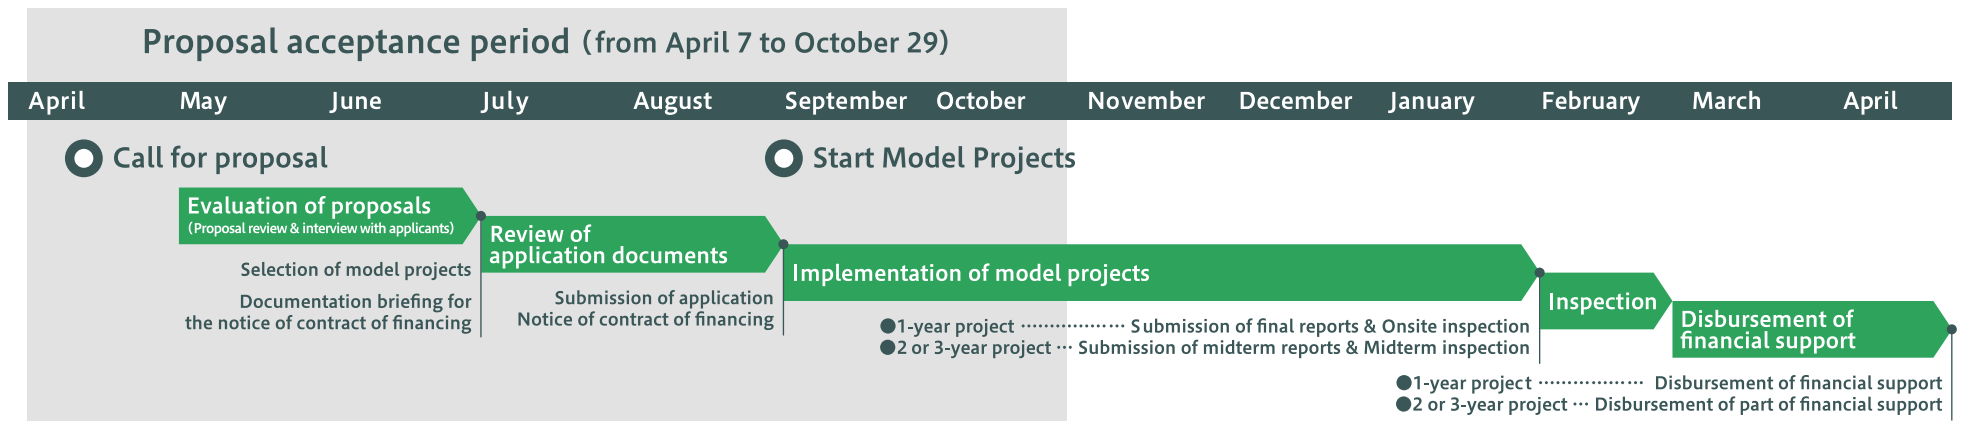 Proposal acceptance period (from April 7 to October 29)
April May June July August September October November December January February March April
Call for proposal
Start Model Projects
Evaluation of proposals
(Proposal review & interview with applicants)
Selection of model projects
Documentation briefing for
the notice of contract of financing
Review of
application documents
Submission of application
Notice of contract of financing
Implementation of model projects
●1-year project ⋯⋯⋯⋯⋯⋯ Submission of final reports & Onsite inspection
●2 or 3-year project ⋯ Submission of midterm reports & Midterm inspection
Inspection
Disbursement of
financial support
●1-year project ⋯⋯⋯⋯⋯⋯ Disbursement of financial support
●2 or 3-year project ⋯ Disbursement of part of financial support